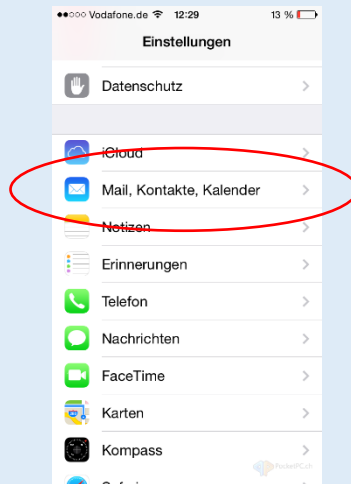 Vodafone.de 12:29 13 %
Einstellungen
Datenschutz
iCloud
Mail, Kontakte, Kalender
Notizen
Erinnerungen
Telefon
Nachrichten
FaceTime
Karten
Kompass
PocketPC.ch
Safari